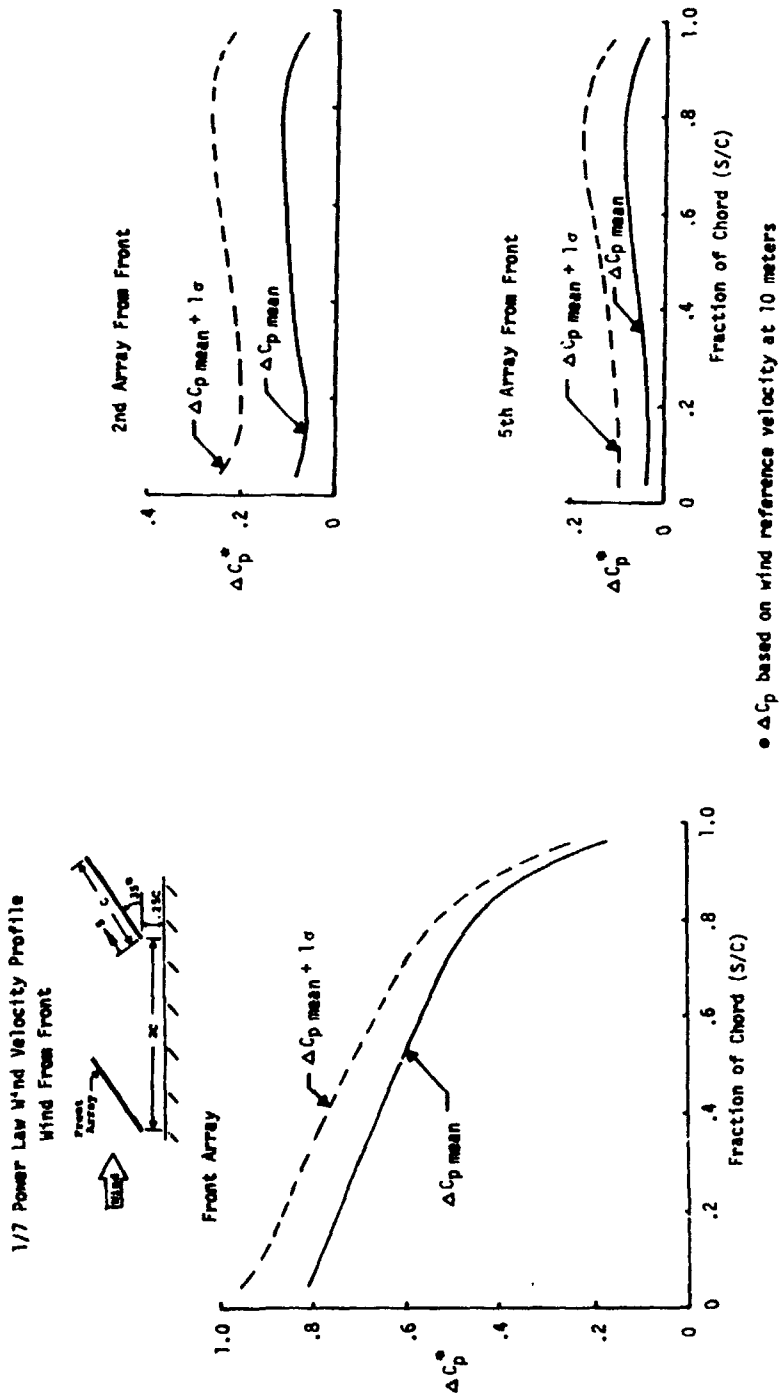 1/7 Power Law Wind Velocity Profile
Wind From Front
Wind
Front
Array
2C
S
C
35°
.25C
Front Array
1.0
.8
.6
.4
.2
0
ΔCp*
ΔCp mean + 1σ
ΔCp mean
0
.2
.4
.6
.8
1.0
Fraction of Chord (S/C)
2nd Array From Front
.4
.2
0
ΔCp*
ΔCp mean + 1σ
ΔCp mean
5th Array From Front
.2
0
ΔCp*
ΔCp mean + 1σ
ΔCp mean
0
.2
.4
.6
.8
1.0
Fraction of Chord (S/C)
• ΔCp based on wind reference velocity at 10 meters